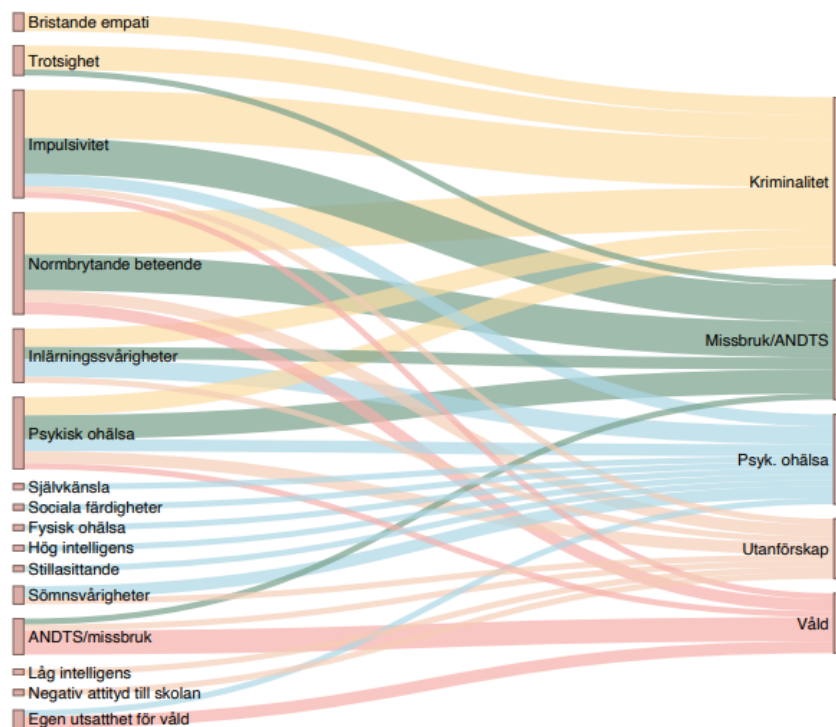 Bristande empati
Trotsighet
Impulsivitet
Normbrytande beteende
Inlärningssvårigheter
Psykisk ohälsa
Självkänsla
Sociala färdigheter
Fysisk ohälsa
Hög intelligens
Stillasittande
Sömnsvårigheter
ANDTS/missbruk
Låg intelligens
Negativ attityd till skolan
Egen utsatthet för våld
Kriminalitet
Missbruk/ANDTS
Psyk. ohälsa
Utanförskap
Våld